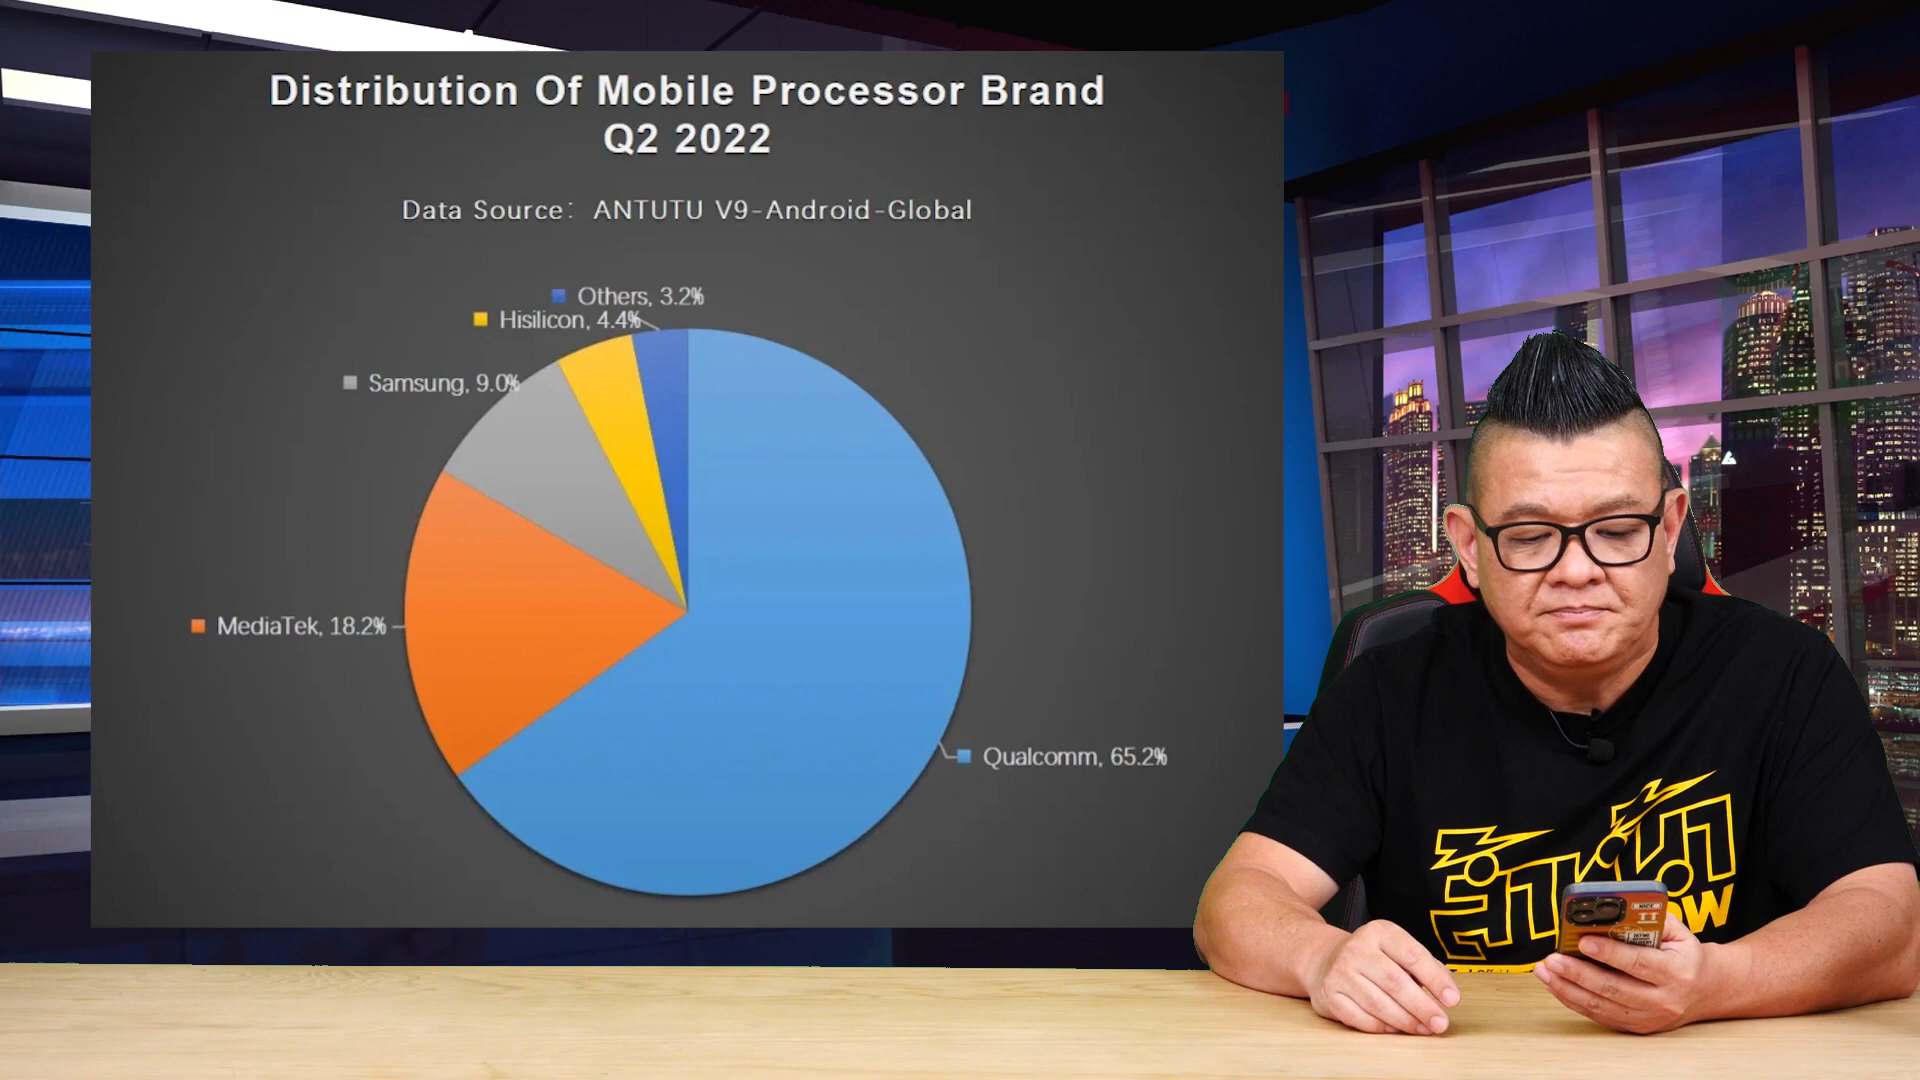 Distribution Of Mobile Processor Brand
Q2 2022
Data Source: ANTUTU V9-Android-Global
Others, 3.2%
Hisilicon, 4.4%
Samsung, 9.0%
MediaTek, 18.2%
Qualcomm, 65.2%